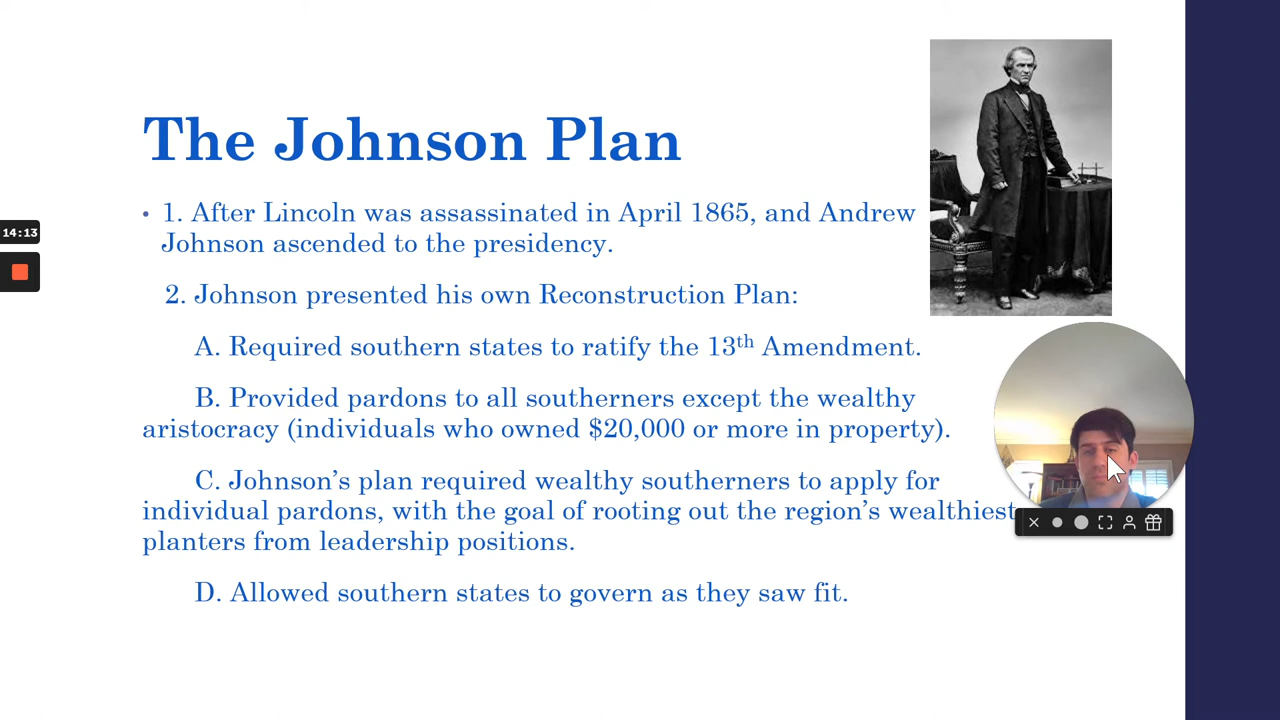 The Johnson Plan
• 1. After Lincoln was assassinated in April 1865, and Andrew
Johnson ascended to the presidency.
2. Johnson presented his own Reconstruction Plan:
A. Required southern states to ratify the 13th Amendment.
B. Provided pardons to all southerners except the wealthy
aristocracy (individuals who owned $20,000 or more in property).
C. Johnson’s plan required wealthy southerners to apply for
individual pardons, with the goal of rooting out the region’s wealthiest
planters from leadership positions.
D. Allowed southern states to govern as they saw fit.
14:13